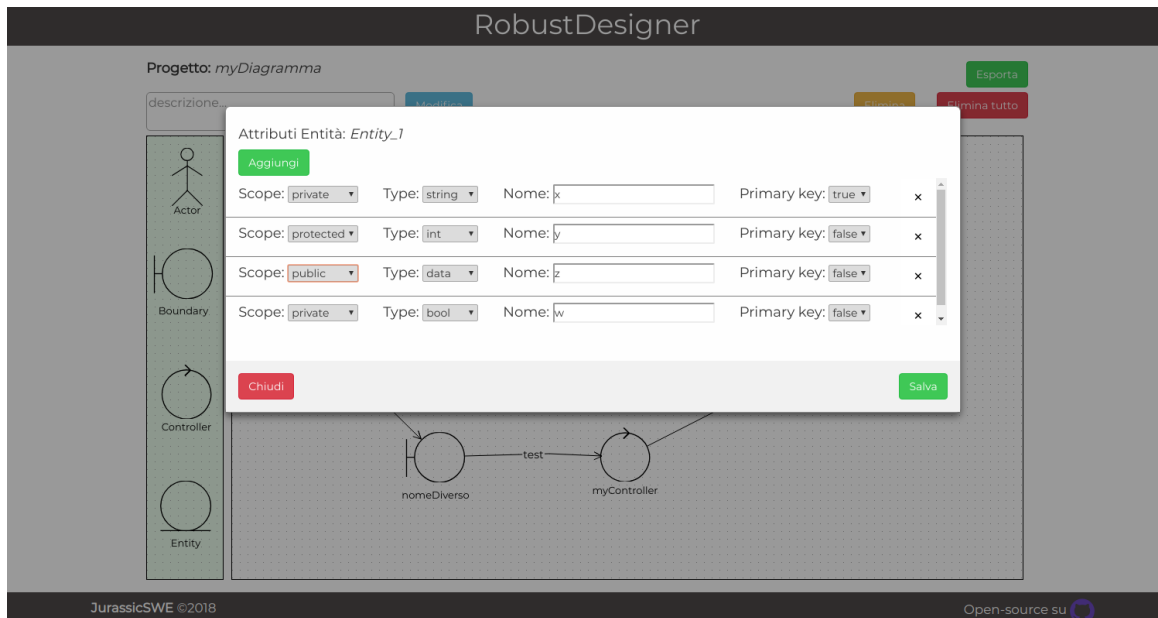 RobustDesigner
Progetto: myDiagramma
Esporta
descrizione...
Modifica
Elimina
Elimina tutto
Attributi Entità: Entity_1
Aggiungi
Scope: private Type: string Nome: x Primary key: true ×
Scope: protected Type: int Nome: y Primary key: false ×
Scope: public Type: data Nome: z Primary key: false ×
Scope: private Type: bool Nome: w Primary key: false ×
Chiudi
Salva
Actor
Boundary
Controller
Entity
test
nomeDiverso
myController
JurassicSWE ©2018
Open-source su